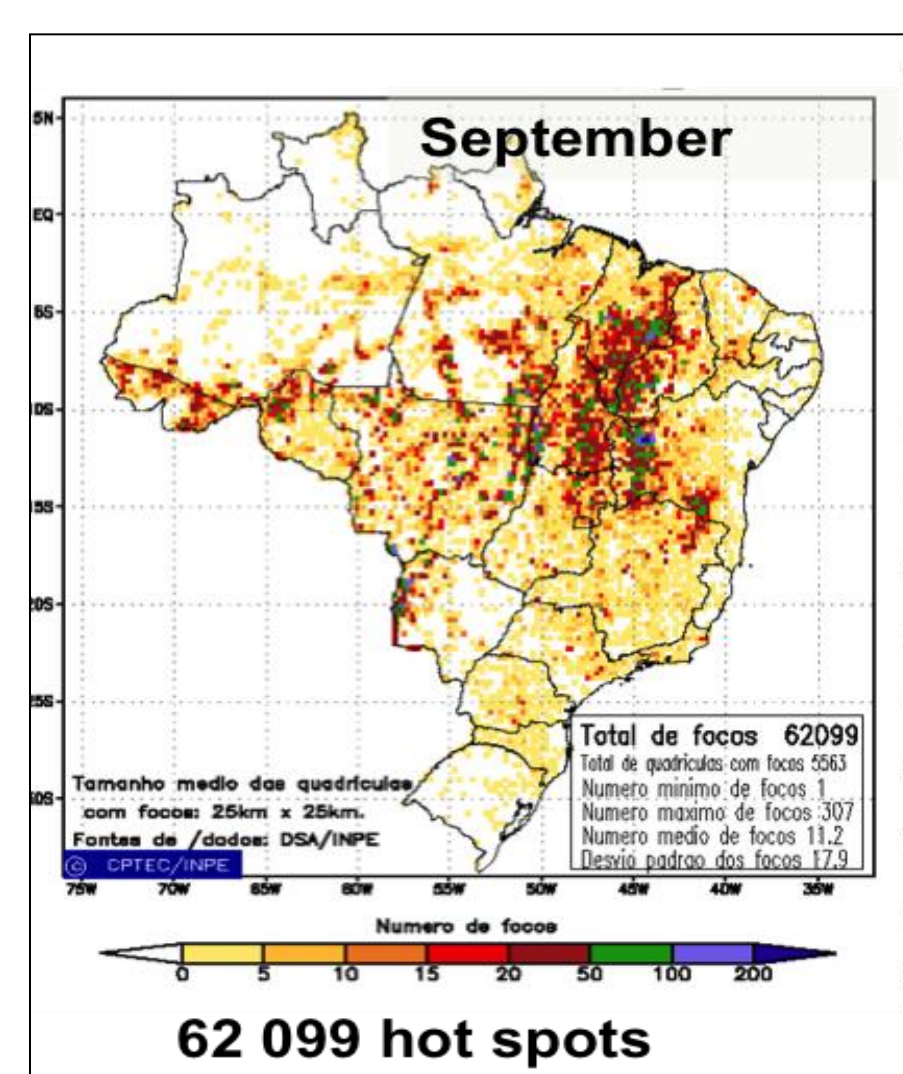 September
5N
EQ
5S
10S
15S
20S
25S
30S
Total de focos 62099
Total de quadriculas com focos 5563
Numero minimo de focos 1
Numero maximo de focos 307
Numero medio de focos 11.2
Desvio padrao dos focos 17.9
Tamanho medio das quadriculas
com focos: 25km x 25km.
Fontes de /dados: DSA/INPE
© CPTEC/INPE
75W 70W 65W 60W 55W 50W 45W 40W 35W
Numero de focos
0 5 10 15 20 50 100 200
62 099 hot spots